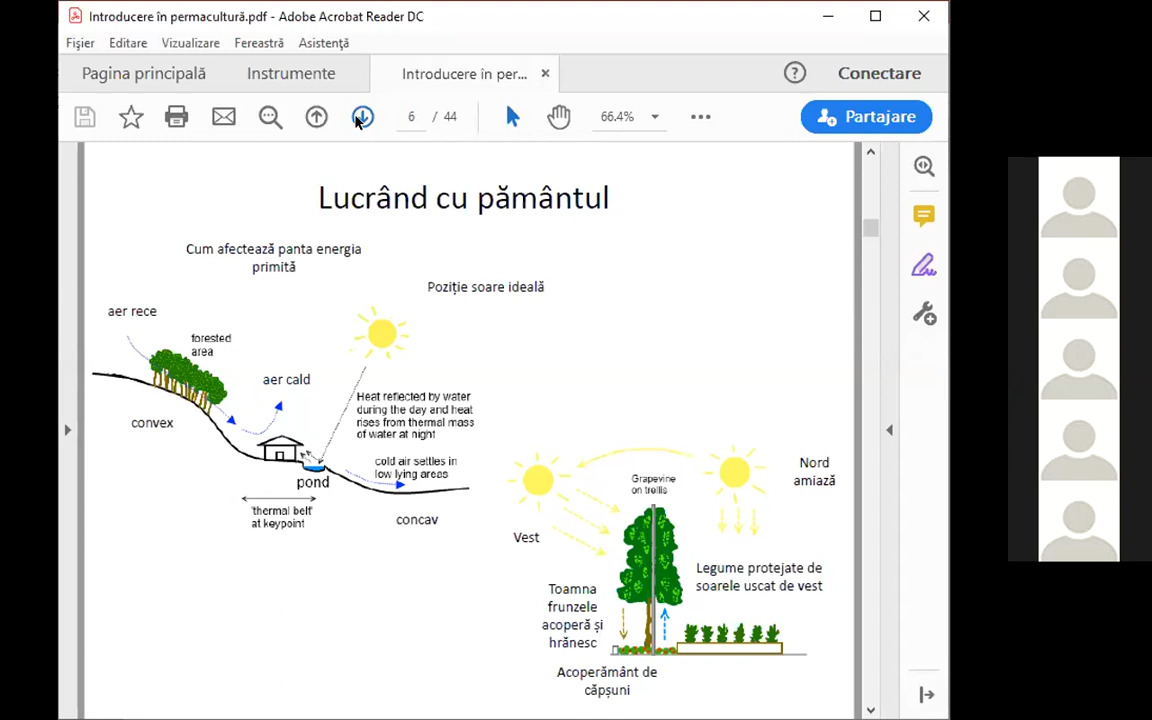 Introducere în permacultură.pdf - Adobe Acrobat Reader DC
Fișier Editare Vizualizare Fereastră Asistență
Pagina principală Instrumente Introducere în per... Conectare
6 / 44 66.4% Partajare
Lucrând cu pământul
Cum afectează panta energia
primită
Poziție soare ideală
aer rece
forested
area
aer cald
convex
Heat reflected by water
during the day and heat
rises from thermal mass
of water at night
cold air settles in
low lying areas
pond
'thermal belt'
at keypoint
concav
Grapevine
on trellis
Nord
amiază
Vest
Legume protejate de
soarele uscat de vest
Toamna
frunzele
acoperă și
hrănesc
Acoperământ de
căpșuni